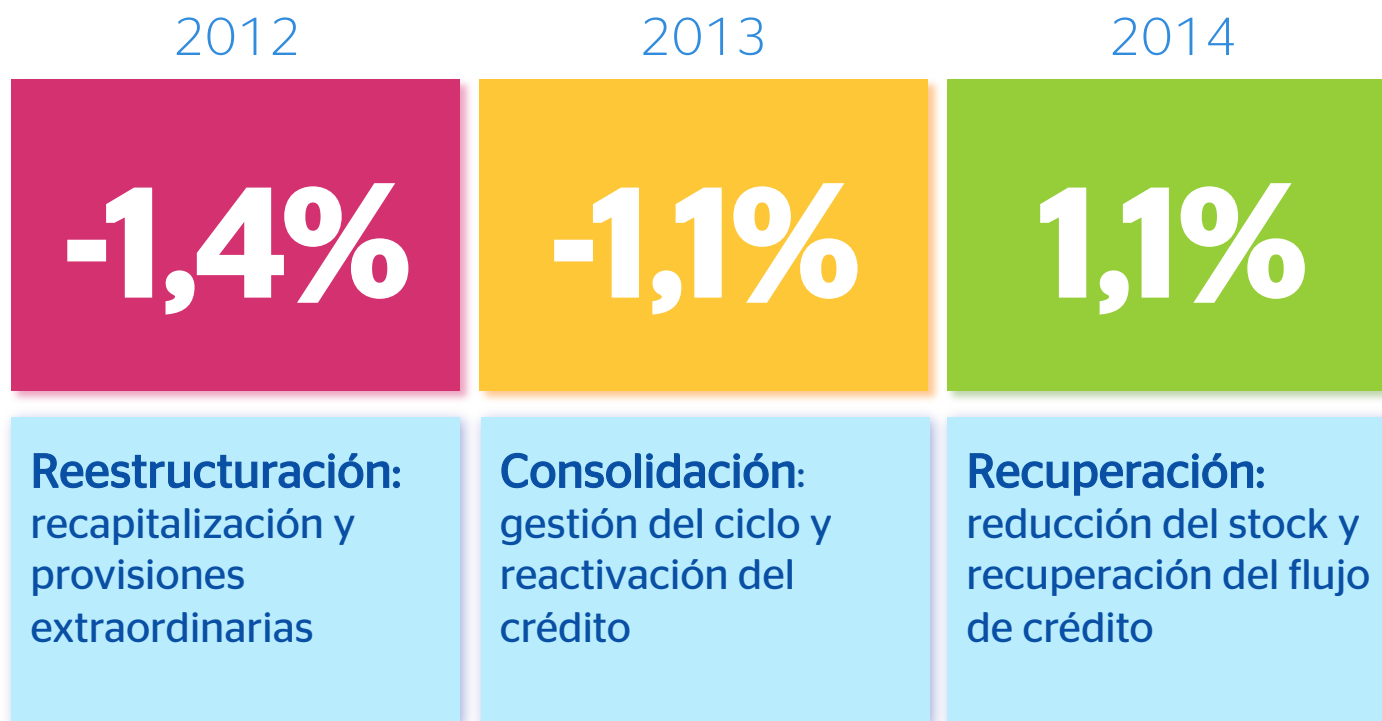 2012
2013
2014
-1,4%
-1,1%
1,1%
Reestructuración:
recapitalización y
provisiones
extraordinarias
Consolidación:
gestión del ciclo y
reactivación del
crédito
Recuperación:
reducción del stock y
recuperación del flujo
de crédito